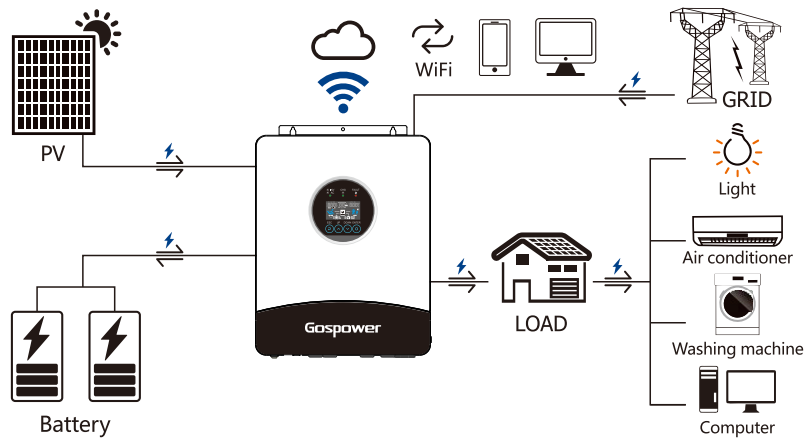 WiFi
GRID
PV
Light
Air conditioner
LOAD
Gospower
Washing machine
Battery
Computer